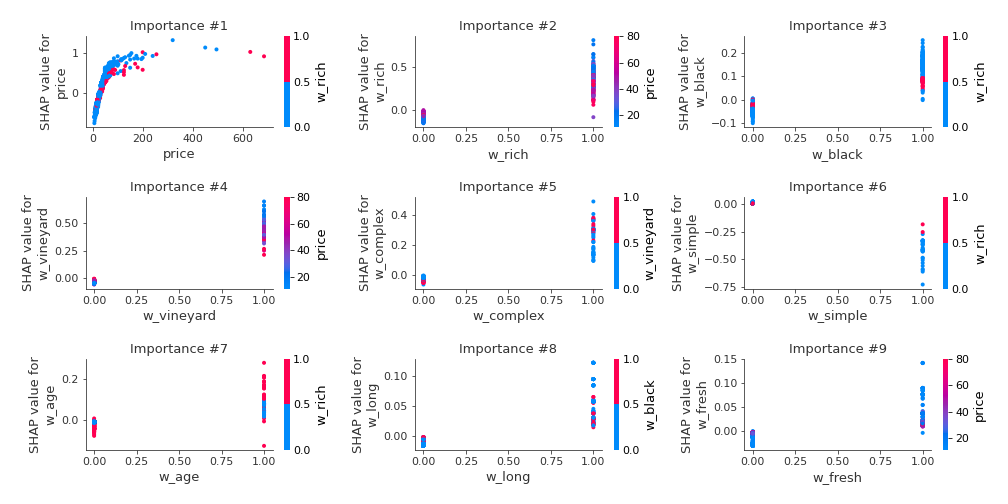 Importance #1
SHAP value for
price
1
0
0
200
400
600
price
1.0
0.5
0.0
w_rich
Importance #2
SHAP value for
w_rich
0.5
0.0
0.00
0.25
0.50
0.75
1.00
w_rich
80
60
40
20
price
Importance #3
SHAP value for
w_black
0.2
0.1
0.0
−0.1
0.00
0.25
0.50
0.75
1.00
w_black
1.0
0.5
0.0
w_rich
Importance #4
SHAP value for
w_vineyard
0.50
0.25
0.00
0.00
0.25
0.50
0.75
1.00
w_vineyard
80
60
40
20
price
Importance #5
SHAP value for
w_complex
0.4
0.2
0.0
0.00
0.25
0.50
0.75
1.00
w_complex
1.0
0.5
0.0
w_vineyard
Importance #6
SHAP value for
w_simple
0.00
−0.25
−0.50
−0.75
0.00
0.25
0.50
0.75
1.00
w_simple
1.0
0.5
0.0
w_rich
Importance #7
SHAP value for
w_age
0.2
0.0
0.00
0.25
0.50
0.75
1.00
w_age
1.0
0.5
0.0
w_rich
Importance #8
SHAP value for
w_long
0.10
0.05
0.00
0.00
0.25
0.50
0.75
1.00
w_long
1.0
0.5
0.0
w_black
Importance #9
SHAP value for
w_fresh
0.15
0.10
0.05
0.00
0.00
0.25
0.50
0.75
1.00
w_fresh
80
60
40
20
price